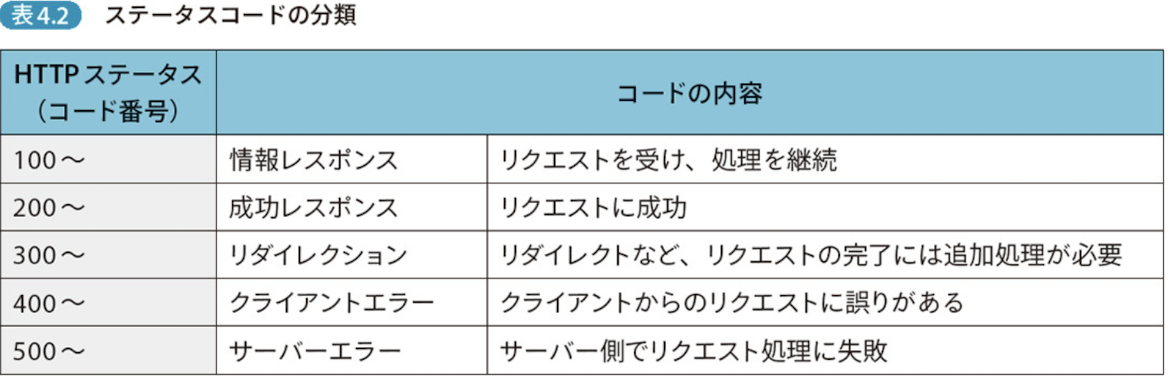 表4.2 ステータスコードの分類
HTTPステータス
（コード番号）
コードの内容
100～ 情報レスポンス リクエストを受け、処理を継続
200～ 成功レスポンス リクエストに成功
300～ リダイレクション リダイレクトなど、リクエストの完了には追加処理が必要
400～ クライアントエラー クライアントからのリクエストに誤りがある
500～ サーバーエラー サーバー側でリクエスト処理に失敗